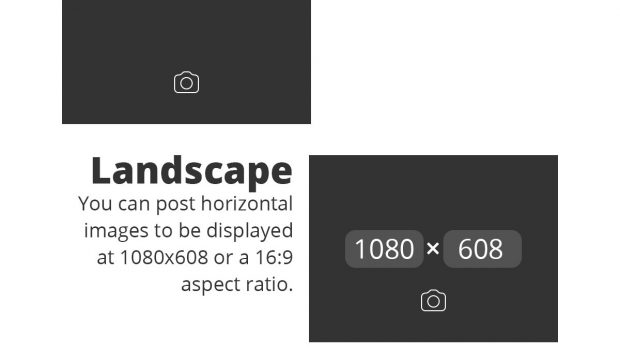 Landscape
You can post horizontal
images to be displayed
at 1080x608 or a 16:9
aspect ratio.
1080 × 608